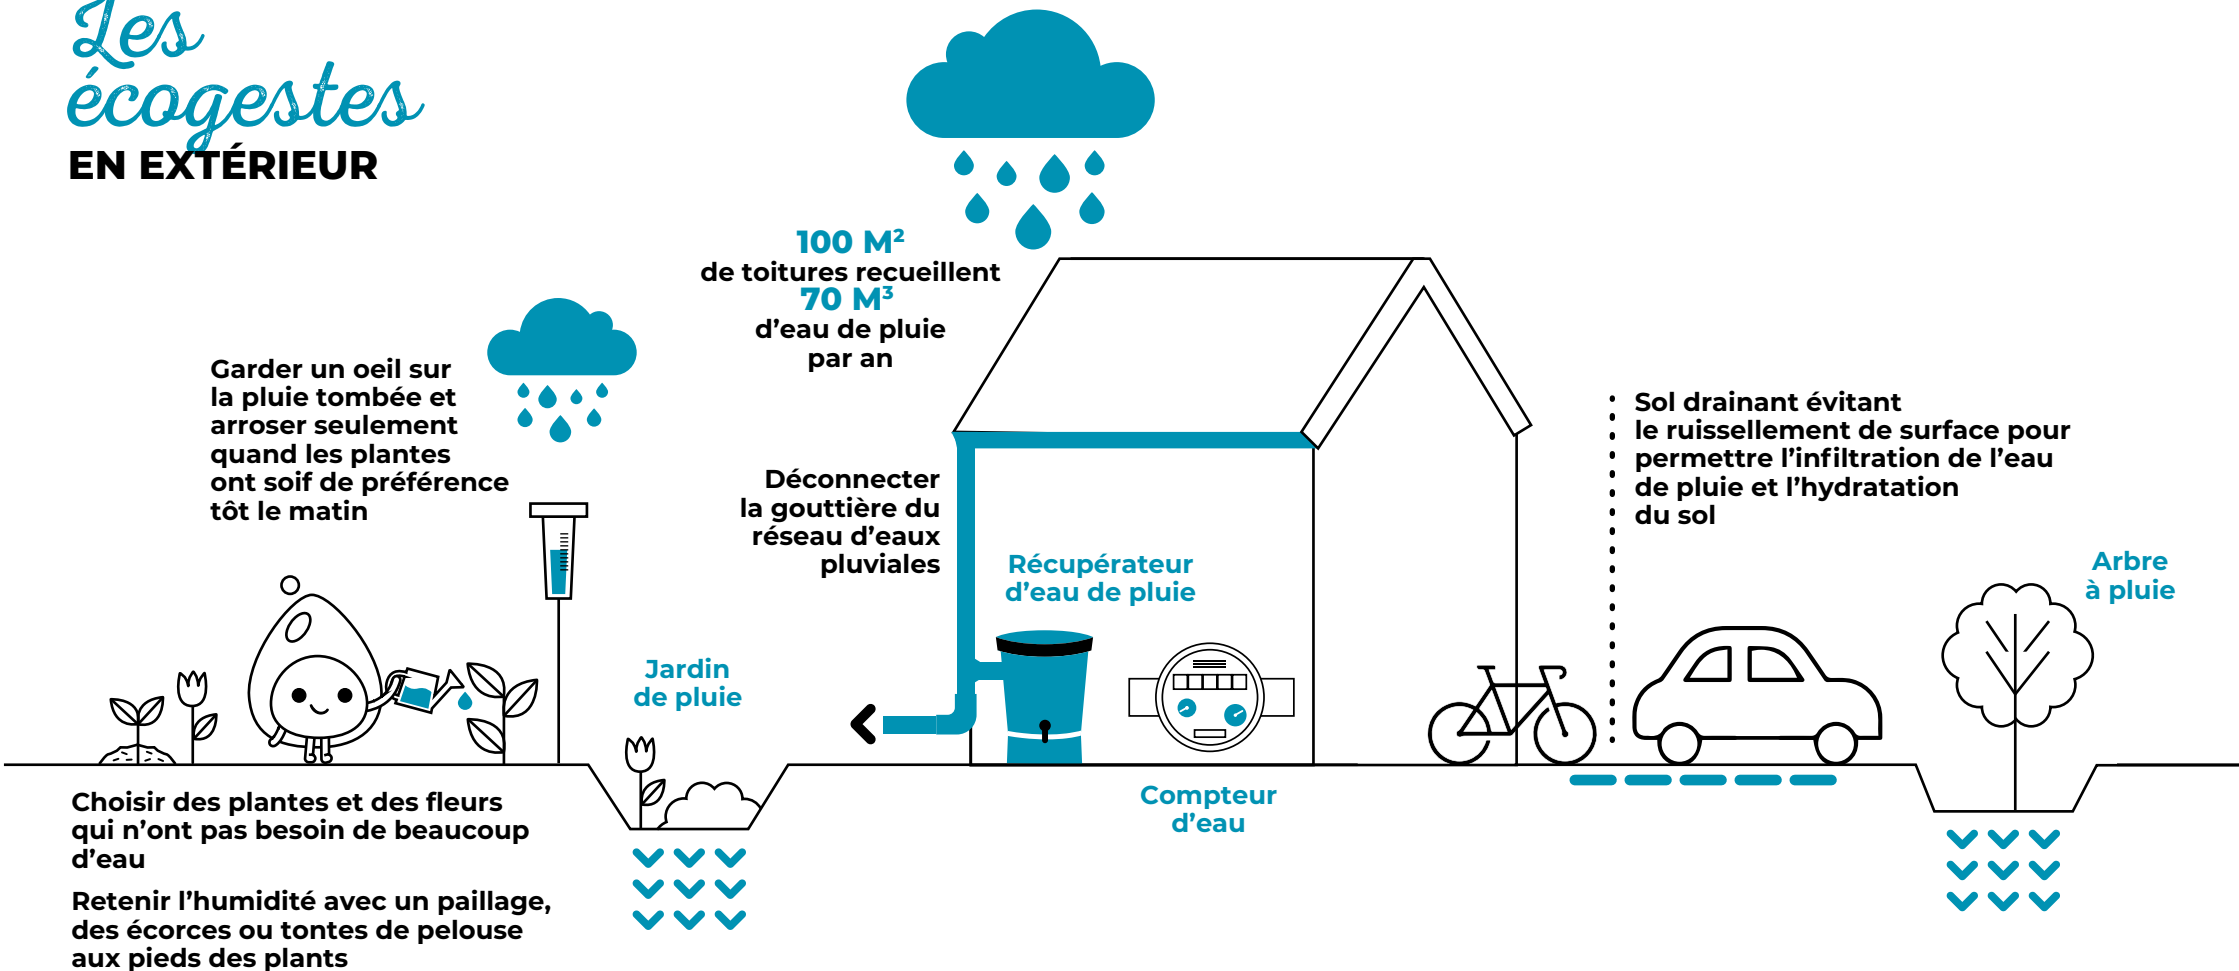 Les
écogestes
EN EXTÉRIEUR
100 M²
de toitures recueillent
70 M³
d’eau de pluie
par an
Garder un oeil sur
la pluie tombée et
arroser seulement
quand les plantes
ont soif de préférence
tôt le matin
Déconnecter
la gouttière du
réseau d’eaux
pluviales
Récupérateur
d’eau de pluie
Sol drainant évitant
le ruissellement de surface pour
permettre l’infiltration de l’eau
de pluie et l’hydratation
du sol
Arbre
à pluie
Jardin
de pluie
Compteur
d’eau
Choisir des plantes et des fleurs
qui n’ont pas besoin de beaucoup
d’eau
Retenir l’humidité avec un paillage,
des écorces ou tontes de pelouse
aux pieds des plants